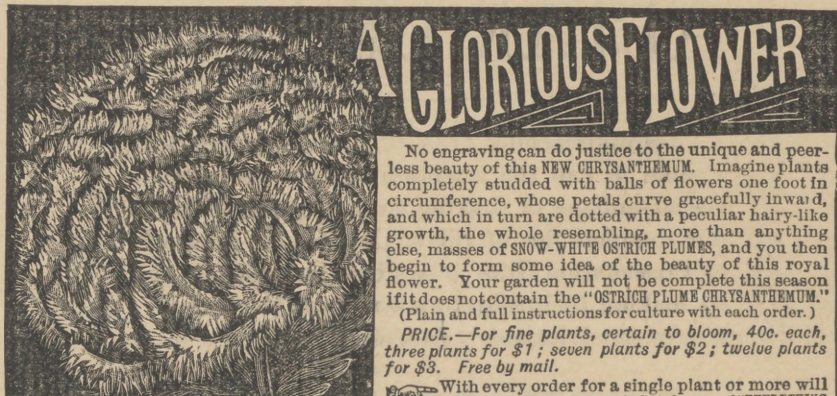 A GLORIOUS FLOWER
No engraving can do justice to the unique and peer-
less beauty of this NEW CHRYSANTHEMUM. Imagine plants
completely studded with balls of flowers one foot in
circumference, whose petals curve gracefully inward,
and which in turn are dotted with a peculiar hairy-like
growth, the whole resembling, more than anything
else, masses of SNOW-WHITE OSTRICH PLUMES, and you then
begin to form some idea of the beauty of this royal
flower. Your garden will not be complete this season
if it does not contain the "OSTRICH PLUME CHRYSANTHEMUM."
(Plain and full instructions for culture with each order.)
PRICE.—For fine plants, certain to bloom, 40c. each,
three plants for $1; seven plants for $2; twelve plants
for $3. Free by mail.
With every order for a single plant or more will